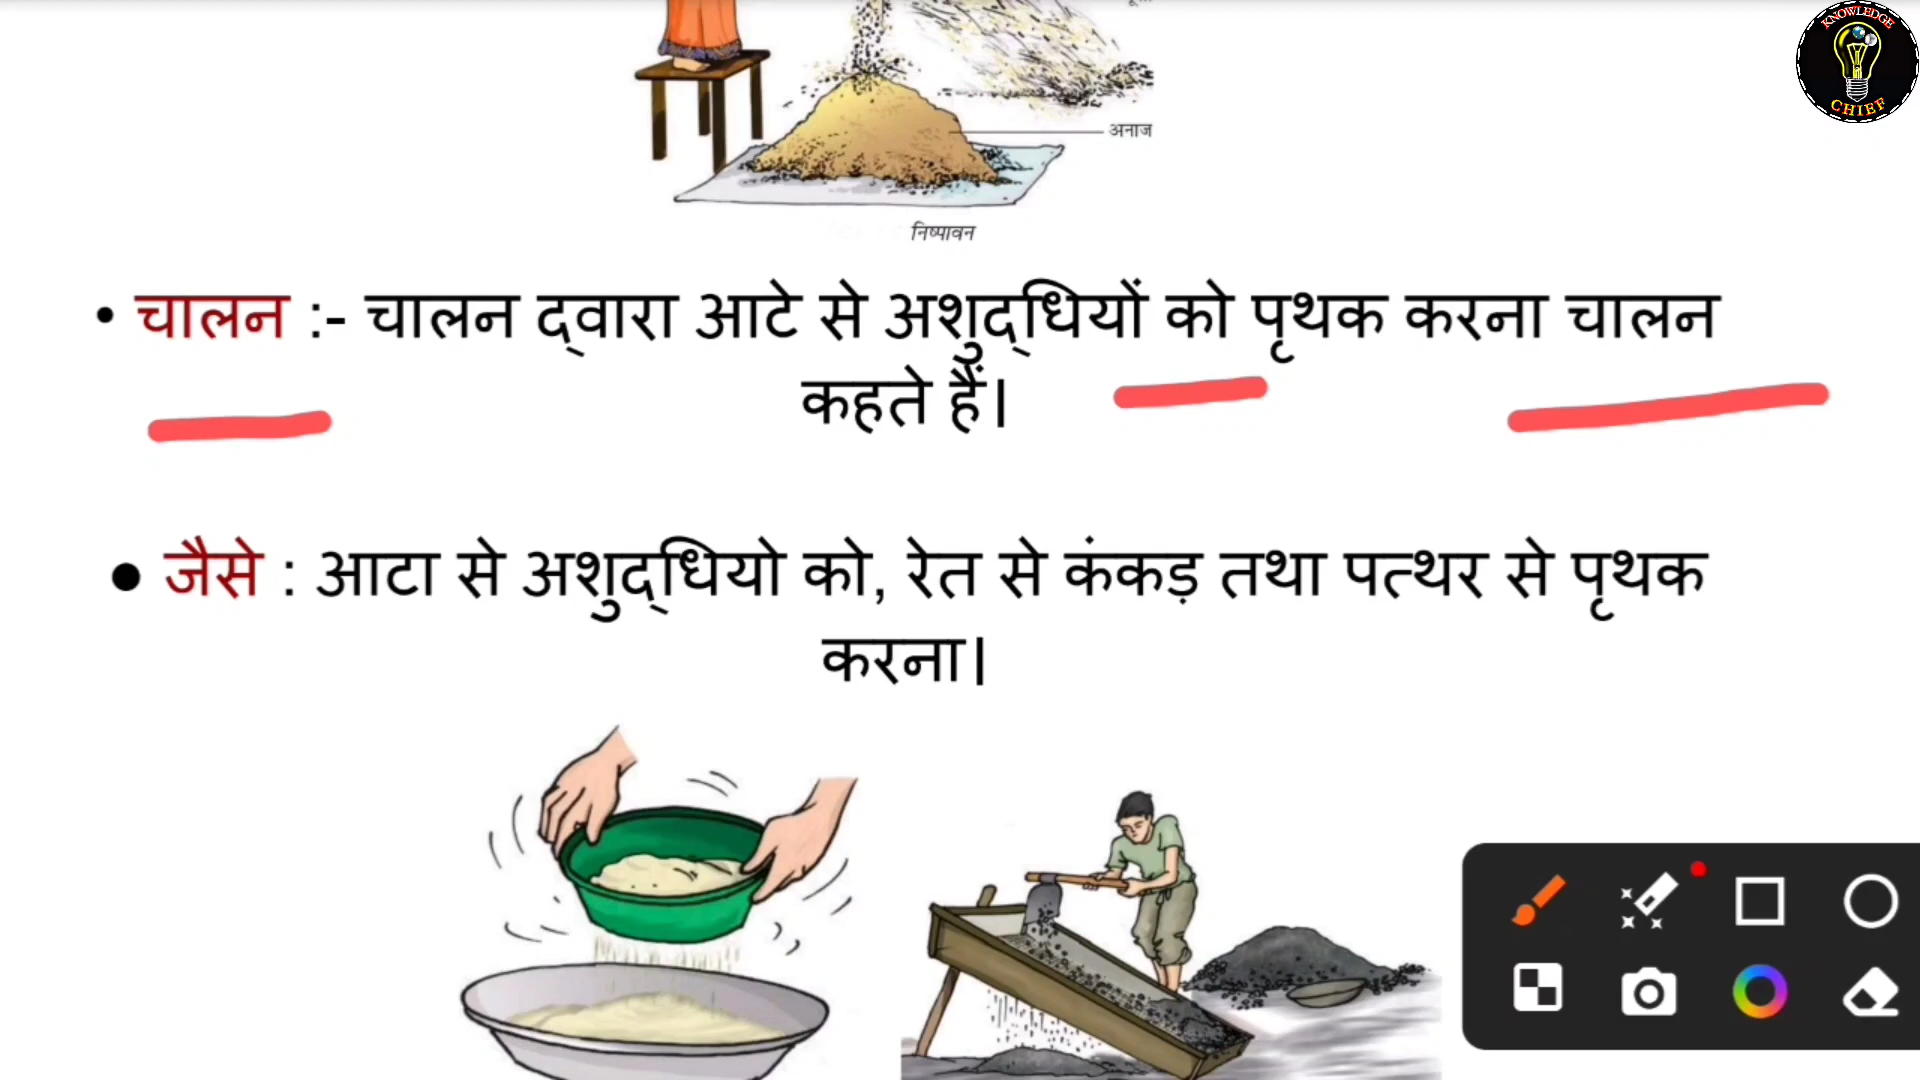 KNOWLEDGE
CHIEF
अनाज
निष्पावन
• चालन :- चालन द्वारा आटे से अशुद्धियों को पृथक करना चालन
कहते हैं।
● जैसे : आटा से अशुद्धियो को, रेत से कंकड़ तथा पत्थर से पृथक
करना।